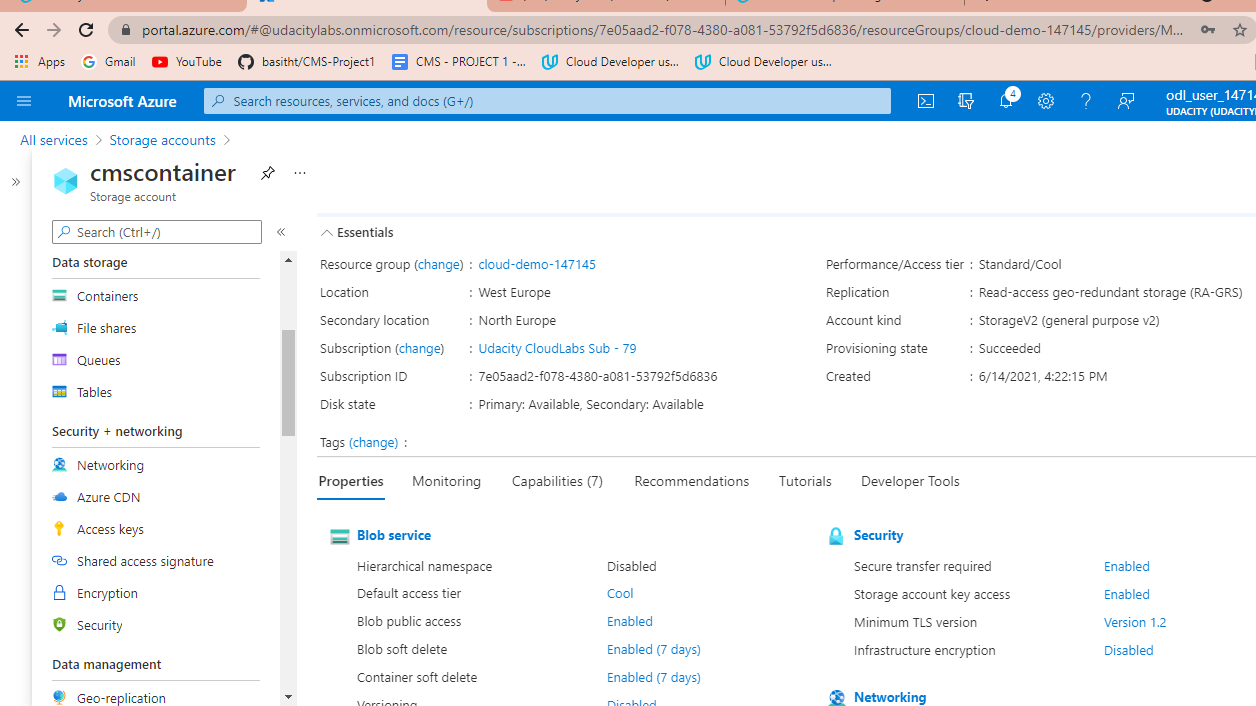 portal.azure.com/#@udacitylabs.onmicrosoft.com/resource/subscriptions/7e05aad2-f078-4380-a081-53792f5d6836/resourceGroups/cloud-demo-147145/providers/M...
Apps Gmail YouTube basitht/CMS-Project1 CMS - PROJECT 1 -... Cloud Developer us... Cloud Developer us...
Microsoft Azure Search resources, services, and docs (G+/) 4 odl_user_1471
UDACITY (UDACITY
All services > Storage accounts >
cmscontainer
Storage account
Search (Ctrl+/)
Data storage
Containers
File shares
Queues
Tables
Security + networking
Networking
Azure CDN
Access keys
Shared access signature
Encryption
Security
Data management
Geo-replication
Essentials
Resource group (change) : cloud-demo-147145
Location : West Europe
Secondary location : North Europe
Subscription (change) : Udacity CloudLabs Sub - 79
Subscription ID : 7e05aad2-f078-4380-a081-53792f5d6836
Disk state : Primary: Available, Secondary: Available
Performance/Access tier : Standard/Cool
Replication : Read-access geo-redundant storage (RA-GRS)
Account kind : StorageV2 (general purpose v2)
Provisioning state : Succeeded
Created : 6/14/2021, 4:22:15 PM
Tags (change) :
Properties Monitoring Capabilities (7) Recommendations Tutorials Developer Tools
Blob service
Hierarchical namespace Disabled
Default access tier Cool
Blob public access Enabled
Blob soft delete Enabled (7 days)
Container soft delete Enabled (7 days)
Versioning Disabled
Security
Secure transfer required Enabled
Storage account key access Enabled
Minimum TLS version Version 1.2
Infrastructure encryption Disabled
Networking